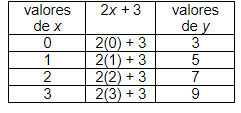 valores de x 2x + 3 valores de y
0 2(0) + 3 3
1 2(1) + 3 5
2 2(2) + 3 7
3 2(3) + 3 9